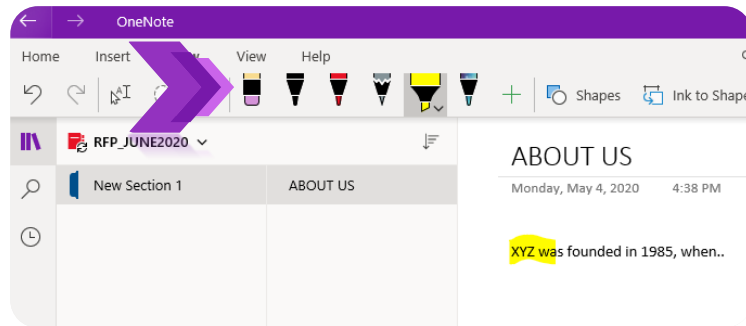 OneNote
Home Insert View Help
Shapes Ink to Shape
RFP_JUNE2020
New Section 1 ABOUT US
ABOUT US
Monday, May 4, 2020 4:38 PM
XYZ was founded in 1985, when..